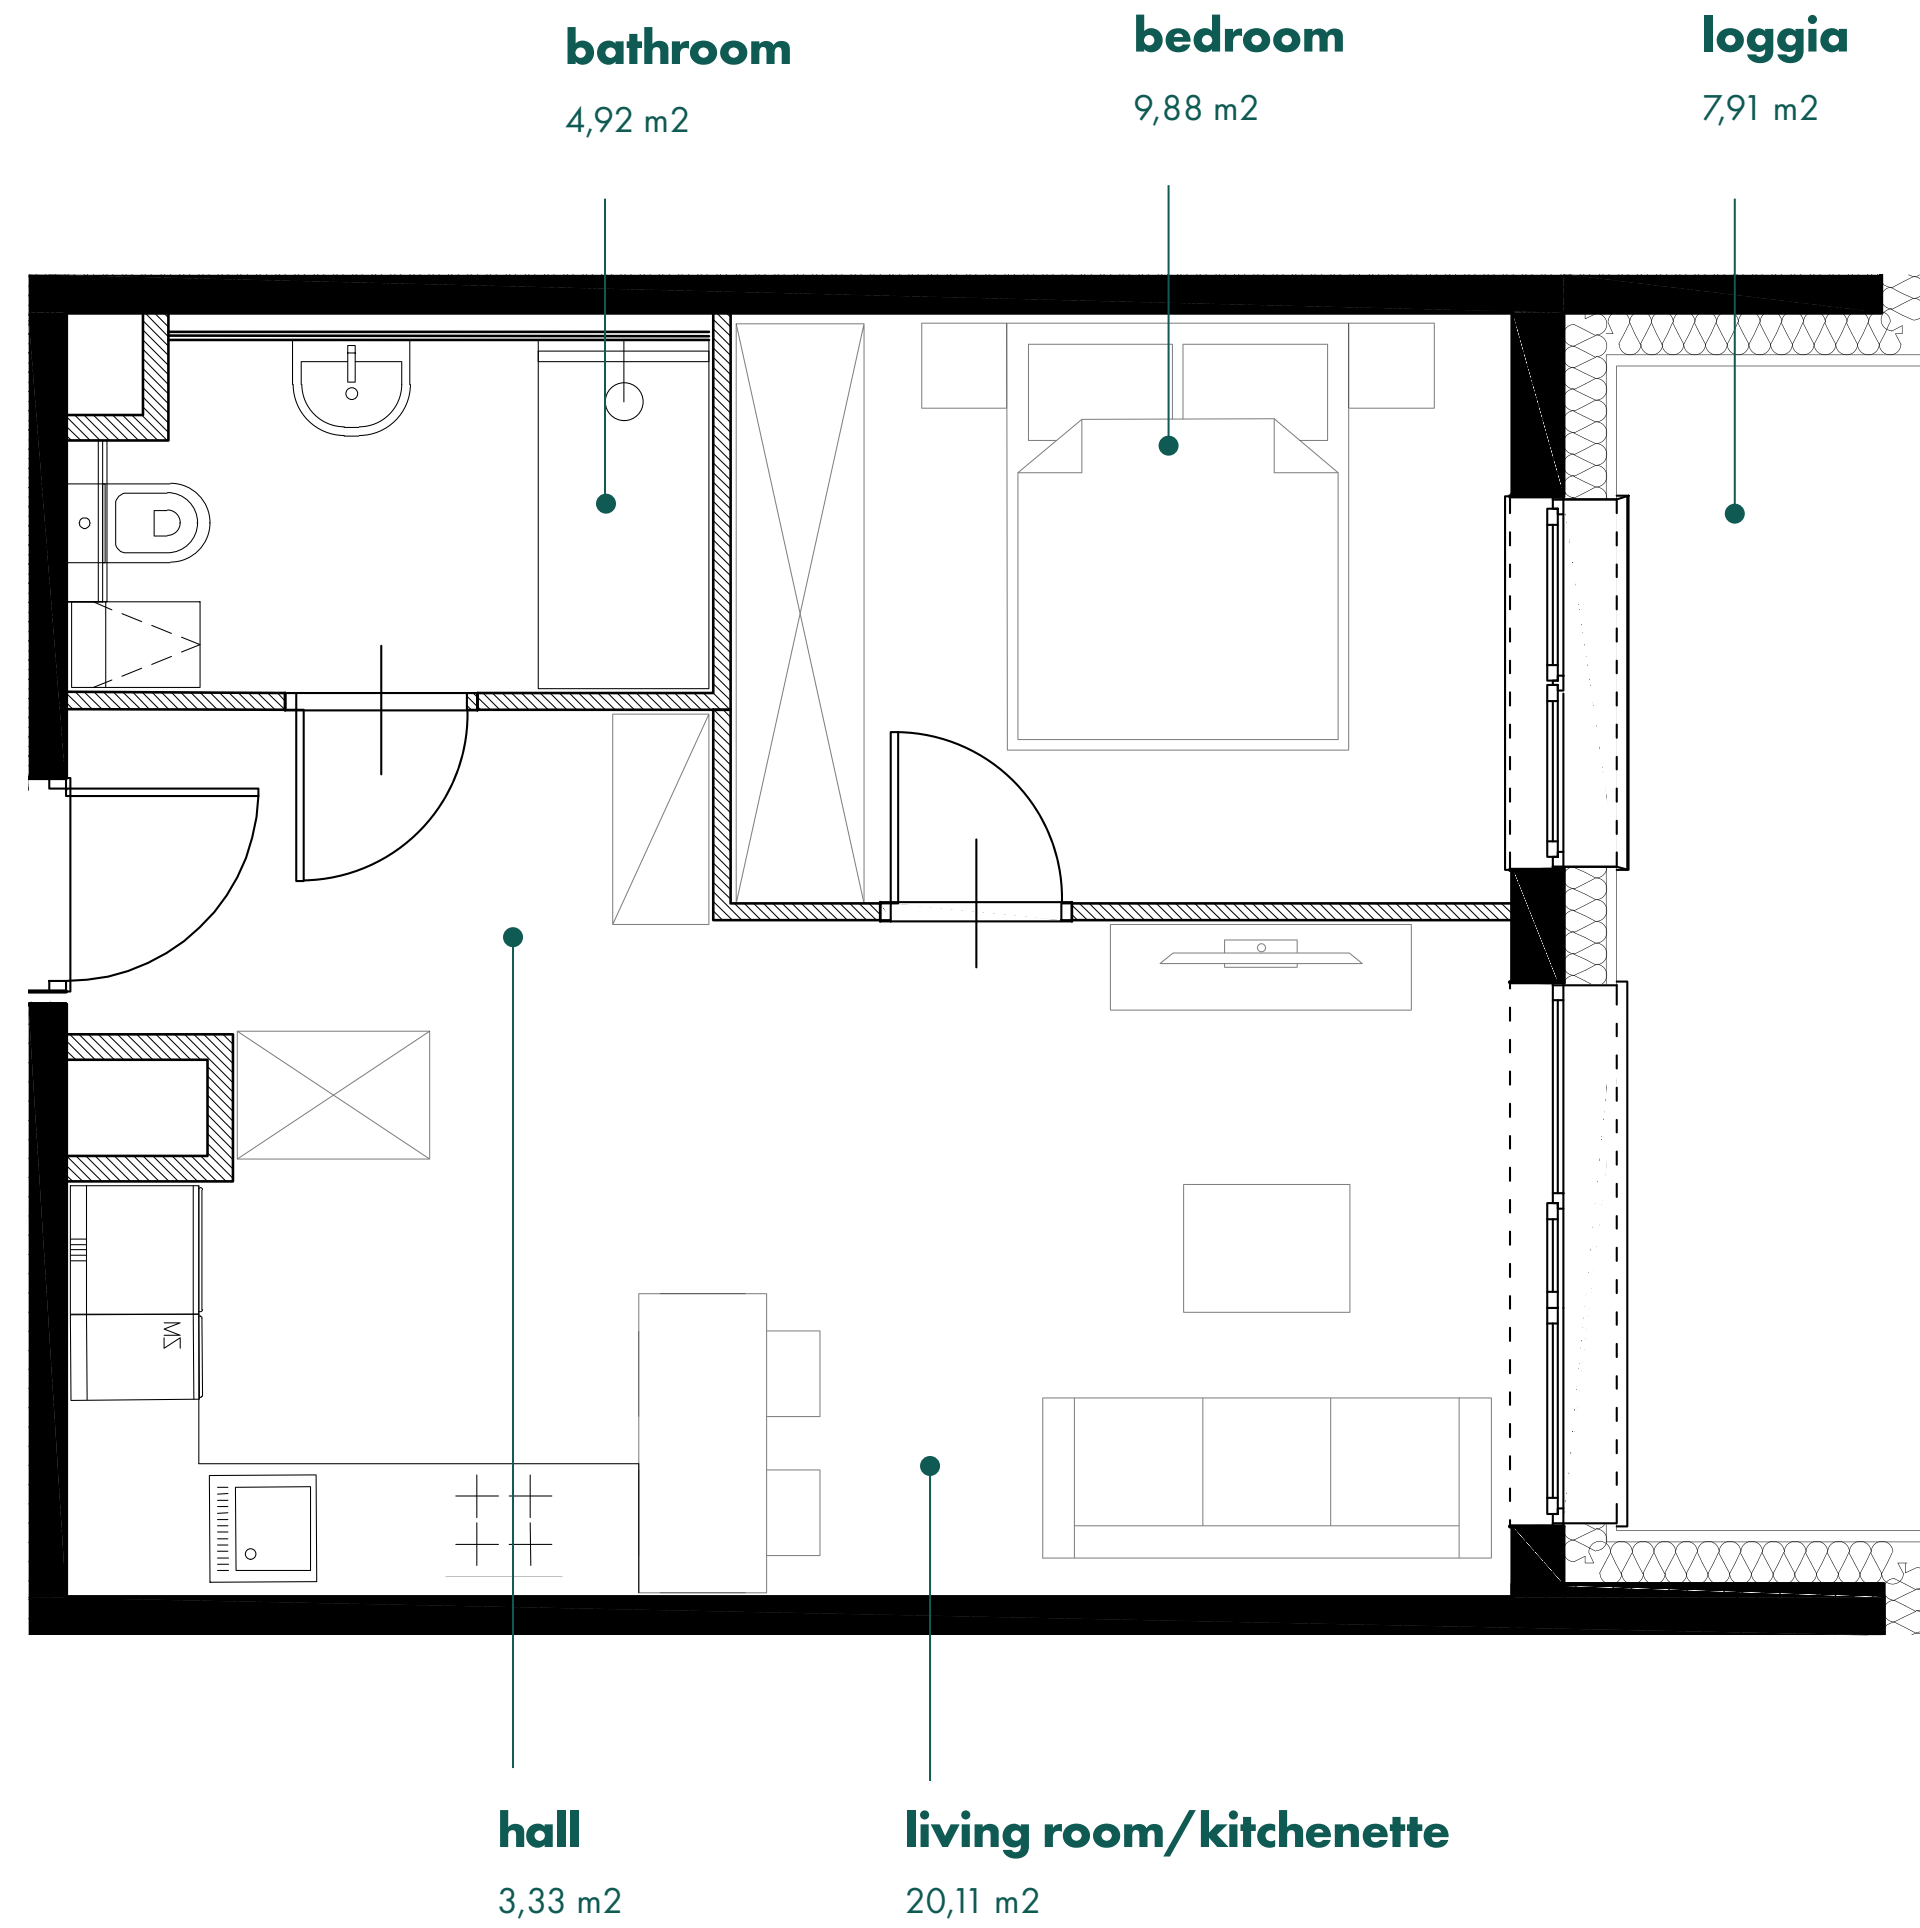 bathroom
4,92 m2
bedroom
9,88 m2
loggia
7,91 m2
MZ
hall
3,33 m2
living room/kitchenette
20,11 m2